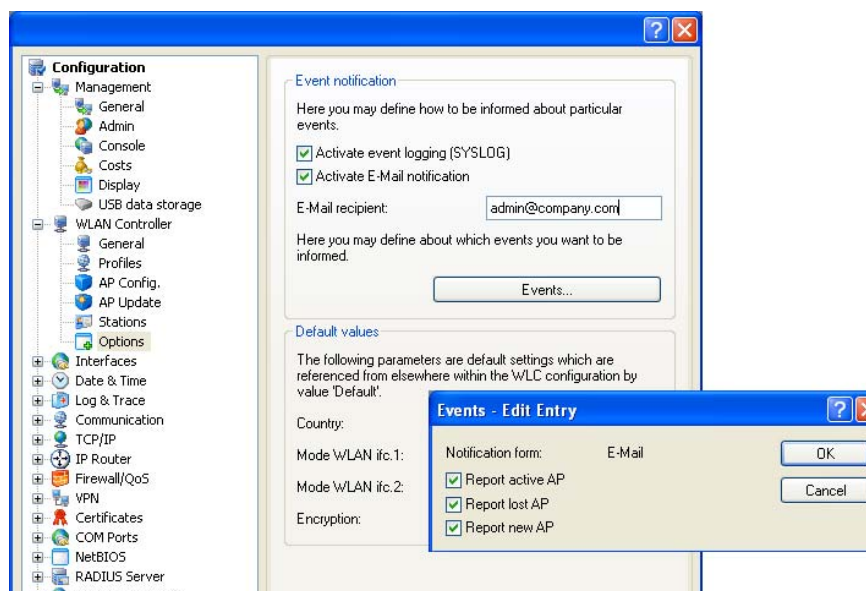 Configuration
Management
General
Admin
Console
Costs
Display
USB data storage
WLAN Controller
General
Profiles
AP Config.
AP Update
Stations
Options
Interfaces
Date & Time
Log & Trace
Communication
TCP/IP
IP Router
Firewall/QoS
VPN
Certificates
COM Ports
NetBIOS
RADIUS Server
Event notification
Here you may define how to be informed about particular
events.
Activate event logging (SYSLOG)
Activate E-Mail notification
E-Mail recipient: admin@company.com
Here you may define about which events you want to be
informed.
Events...
Default values
The following parameters are default settings which are
referenced from elsewhere within the WLC configuration by
value 'Default'.
Country:
Mode WLAN ifc.1:
Mode WLAN ifc.2:
Encryption:
Events - Edit Entry
Notification form: E-Mail
Report active AP
Report lost AP
Report new AP
OK
Cancel